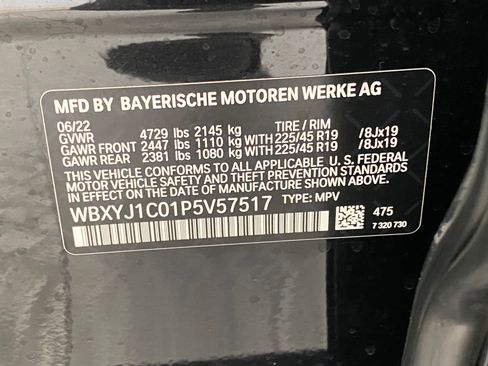 MFD BY BAYERISCHE MOTOREN WERKE AG
06/22
GVWR 4729 lbs 2145 kg TIRE / RIM
GAWR FRONT 2447 lbs 1110 kg WITH 225/45 R19 /8Jx19
GAWR REAR 2381 lbs 1080 kg WITH 225/45 R19 /8Jx19
THIS VEHICLE CONFORMS TO ALL APPLICABLE U. S. FEDERAL
MOTOR VEHICLE SAFETY AND THEFT PREVENTION STANDARDS
IN EFFECT ON THE DATE OF MANUFACTURE SHOWN ABOVE.
WBXYJ1C01P5V57517 TYPE: MPV 475
7 320 730